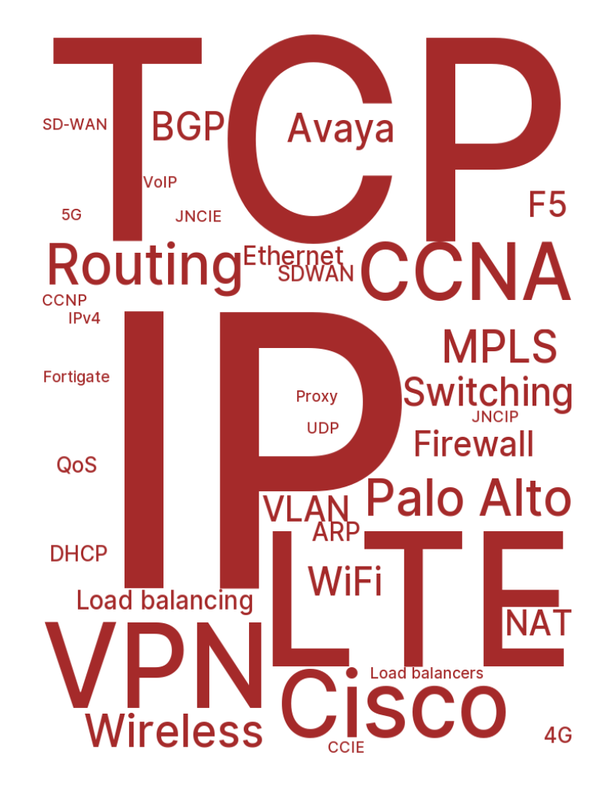 TCP
SD-WAN
BGP
Avaya
VoIP
5G
JNCIE
F5
Routing
Ethernet
SDWAN
CCNA
CCNP
IPv4
IP
MPLS
Fortigate
Switching
Proxy
JNCIP
UDP
Firewall
QoS
Palo Alto
VLAN
ARP
LTE
DHCP
WiFi
Load balancing
NAT
VPN
Load balancers
Cisco
Wireless
CCIE
4G